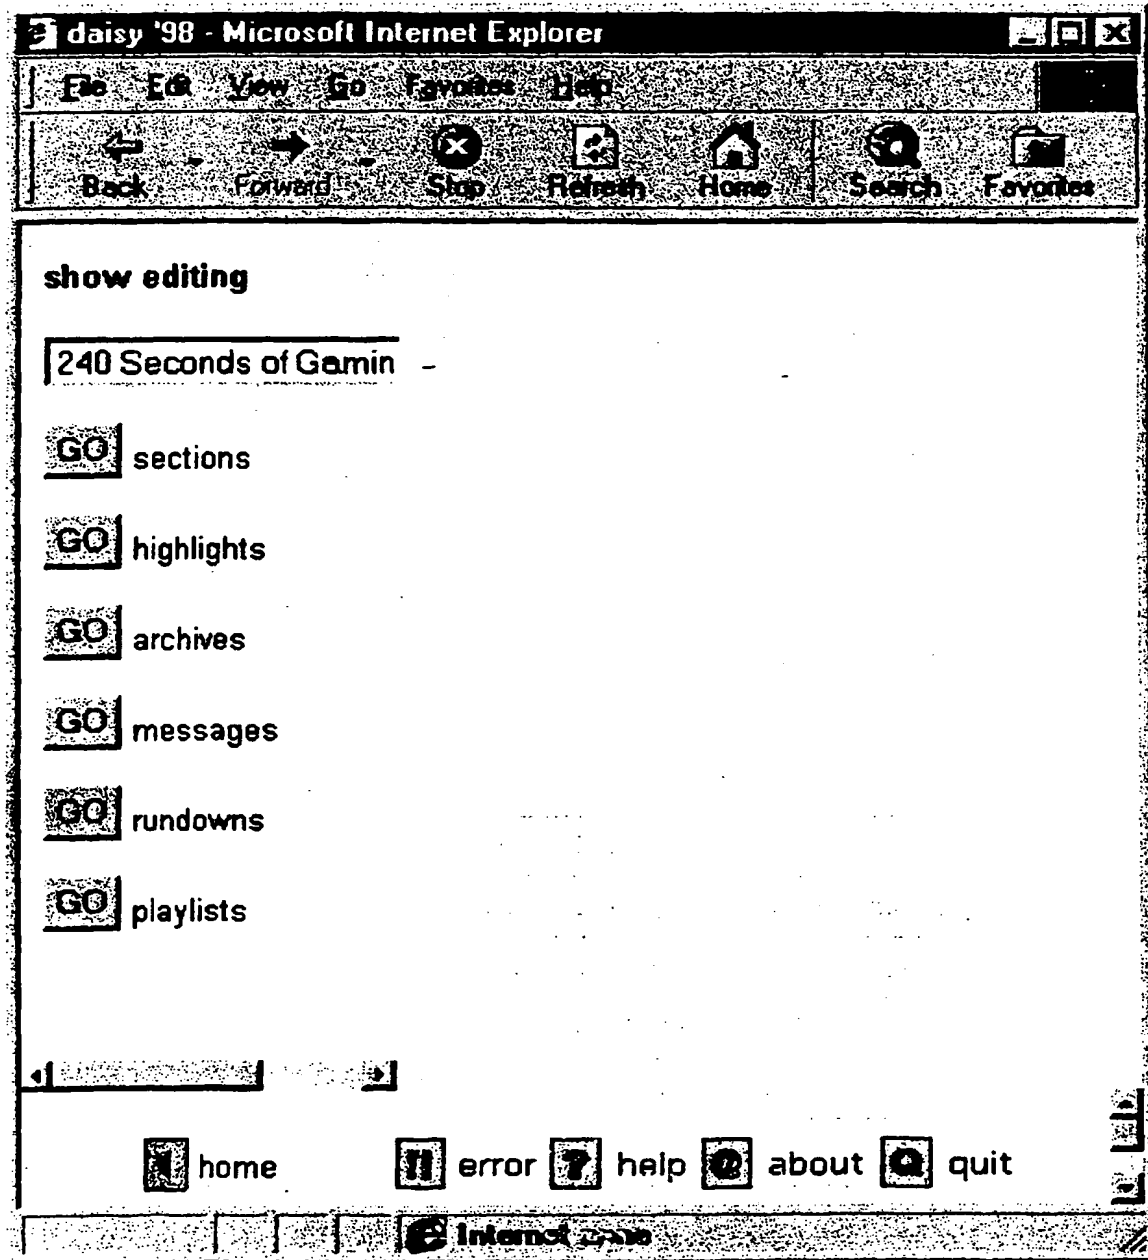 daisy '98 - Microsoft Internet Explorer
File Edit View Go Favorites Help
Back Forward Stop Refresh Home Search Favorites
show editing
240 Seconds of Gamin
GO sections
GO highlights
GO archives
GO messages
GO rundowns
GO playlists
home !! error ? help @ about Q quit
Internet zone